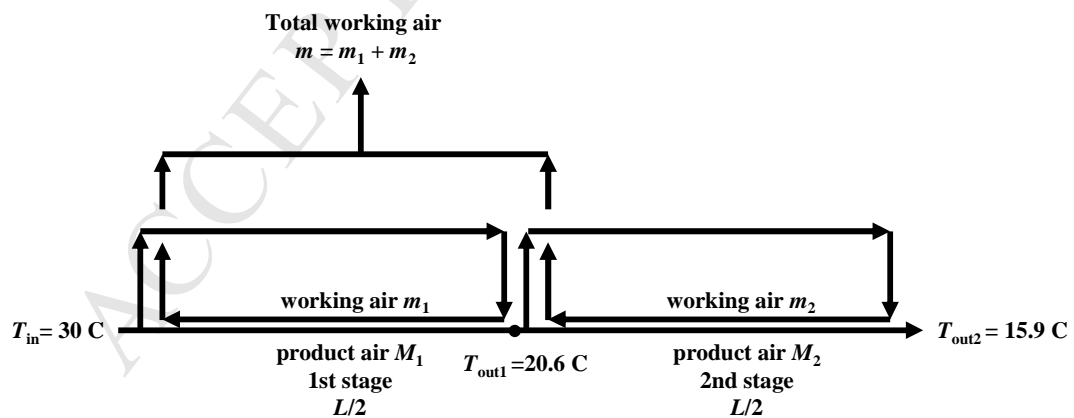 Total working air
m = m1 + m2
ACCEP
working air m1
working air m2
Tin= 30 C
Tout2 = 15.9 C
product air M1
1st stage
L/2
Tout1 =20.6 C
product air M2
2nd stage
L/2